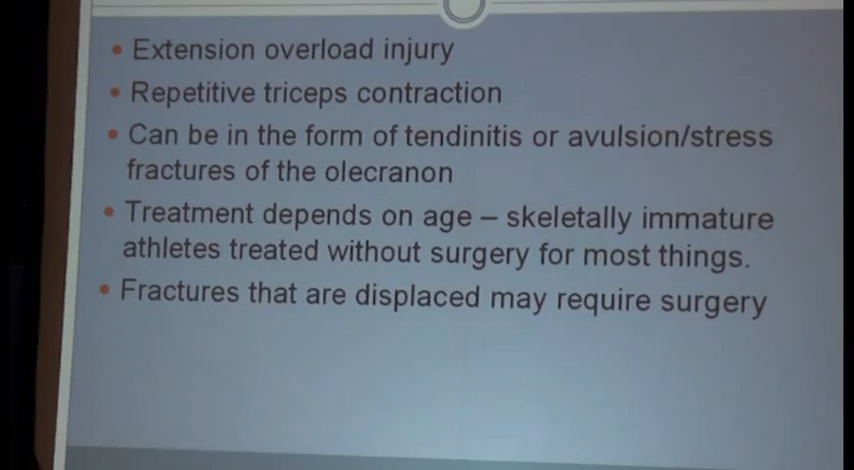 • Extension overload injury
• Repetitive triceps contraction
• Can be in the form of tendinitis or avulsion/stress
fractures of the olecranon
• Treatment depends on age – skeletally immature
athletes treated without surgery for most things.
• Fractures that are displaced may require surgery